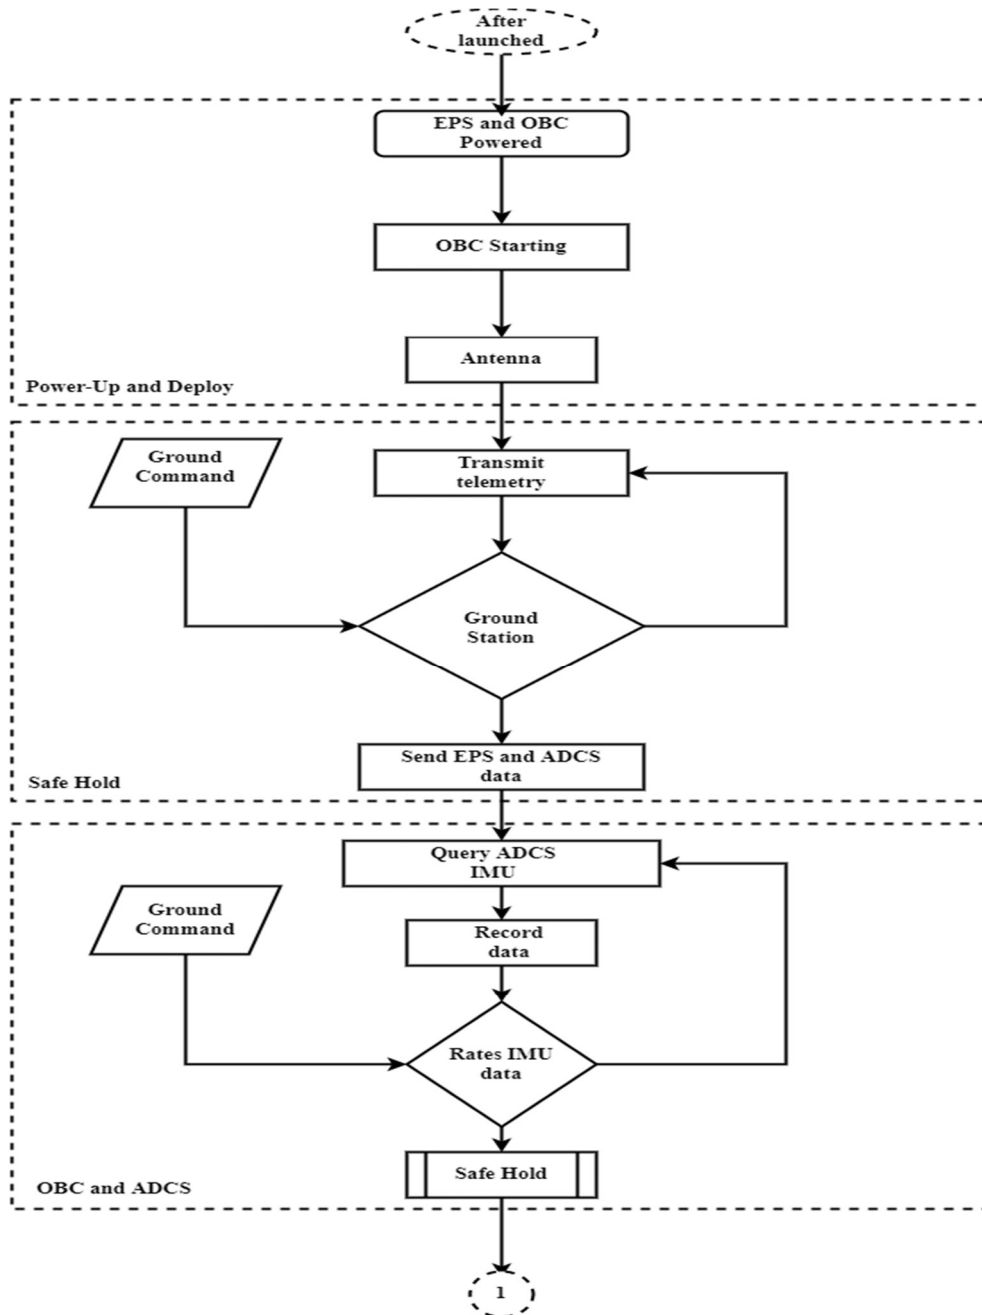 After
launched
EPS and OBC
Powered
OBC Starting
Antenna
Power-Up and Deploy
Ground
Command
Transmit
telemetry
Ground
Station
Send EPS and ADCS
data
Safe Hold
Query ADCS
IMU
Ground
Command
Record
data
Rates IMU
data
Safe Hold
OBC and ADCS
1